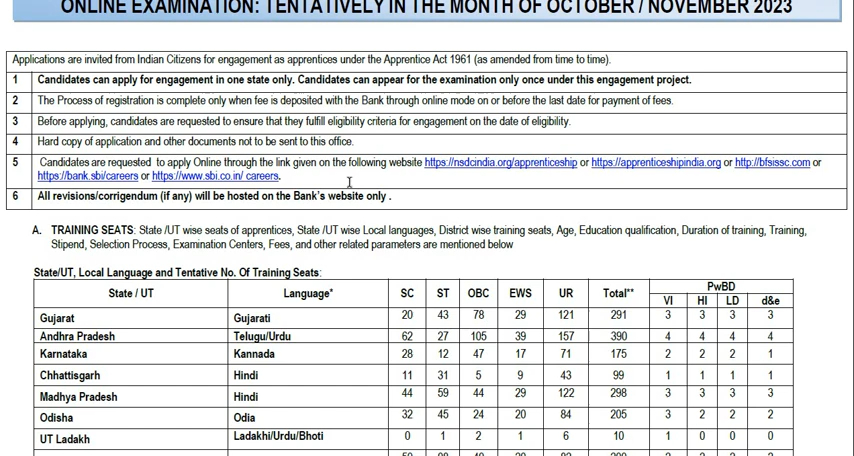 ONLINE EXAMINATION: TENTATIVELY IN THE MONTH OF OCTOBER / NOVEMBER 2023
Applications are invited from Indian Citizens for engagement as apprentices under the Apprentice Act 1961 (as amended from time to time).
1 Candidates can apply for engagement in one state only. Candidates can appear for the examination only once under this engagement project.
2 The Process of registration is complete only when fee is deposited with the Bank through online mode on or before the last date for payment of fees.
3 Before applying, candidates are requested to ensure that they fulfill eligibility criteria for engagement on the date of eligibility.
4 Hard copy of application and other documents not to be sent to this office.
5 Candidates are requested to apply Online through the link given on the following website https://nsdcindia.org/apprenticeship or https://apprenticeshipindia.org or http://bfsissc.com or
https://bank.sbi/careers or https://www.sbi.co.in/ careers.
6 All revisions/corrigendum (if any) will be hosted on the Bank's website only .
A. TRAINING SEATS: State /UT wise seats of apprentices, State /UT wise Local languages, District wise training seats, Age, Education qualification, Duration of training, Training,
Stipend, Selection Process, Examination Centers, Fees, and other related parameters are mentioned below
State/UT, Local Language and Tentative No. Of Training Seats:
State / UT Language* SC ST OBC EWS UR Total** PwBD
VI HI LD d&e
Gujarat Gujarati 20 43 78 29 121 291 3 3 3 3
Andhra Pradesh Telugu/Urdu 62 27 105 39 157 390 4 4 4 4
Karnataka Kannada 28 12 47 17 71 175 2 2 2 1
Chhattisgarh Hindi 11 31 5 9 43 99 1 1 1 1
Madhya Pradesh Hindi 44 59 44 29 122 298 3 3 3 3
Odisha Odia 32 45 24 20 84 205 3 2 2 2
UT Ladakh Ladakhi/Urdu/Bhoti 0 1 2 1 6 10 1 0 0 0